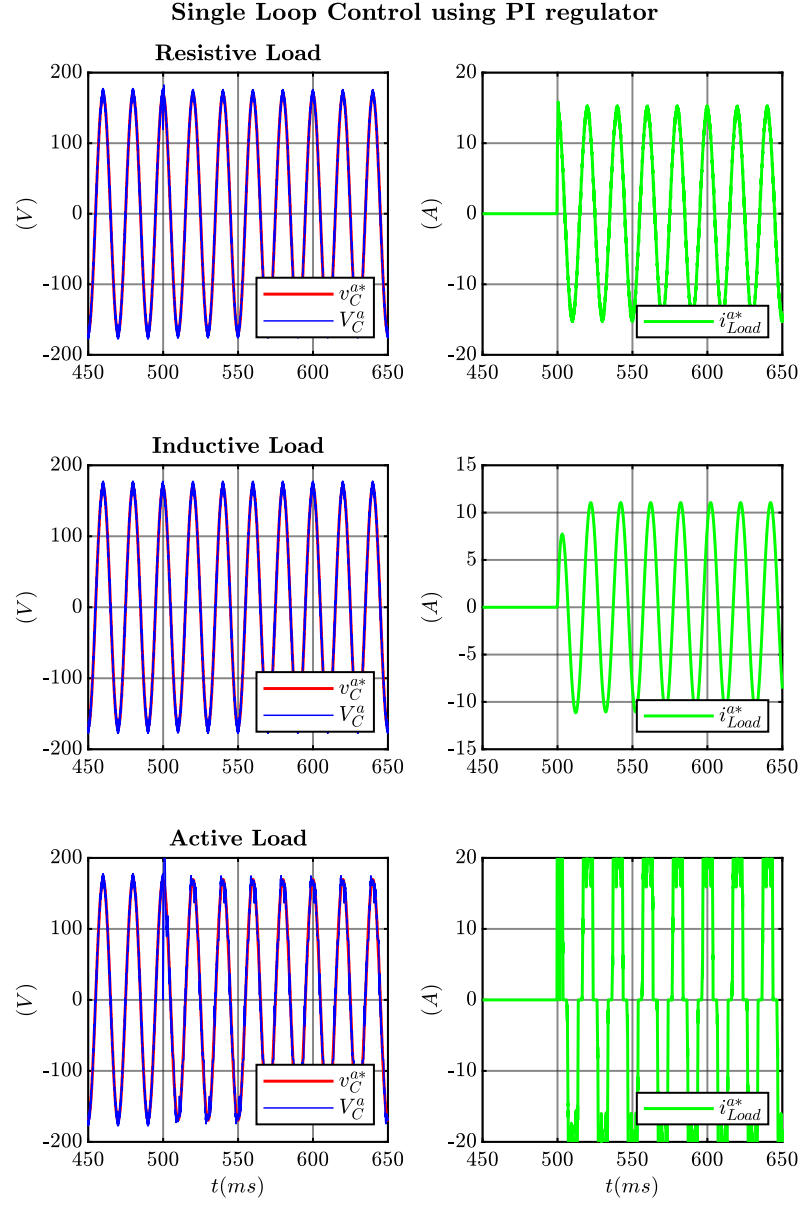 Single Loop Control using PI regulator
Resistive Load
200
100
0
-100
-200
(V)
450 500 550 600 650
v_C^{a*}
V_C^a
20
10
0
-10
-20
(A)
450 500 550 600 650
i_{Load}^{a*}
Inductive Load
200
100
0
-100
-200
(V)
450 500 550 600 650
v_C^{a*}
V_C^a
15
10
5
0
-5
-10
-15
(A)
450 500 550 600 650
i_{Load}^{a*}
Active Load
200
100
0
-100
-200
(V)
450 500 550 600 650
t(ms)
v_C^{a*}
V_C^a
20
10
0
-10
-20
(A)
450 500 550 600 650
t(ms)
i_{Load}^{a*}